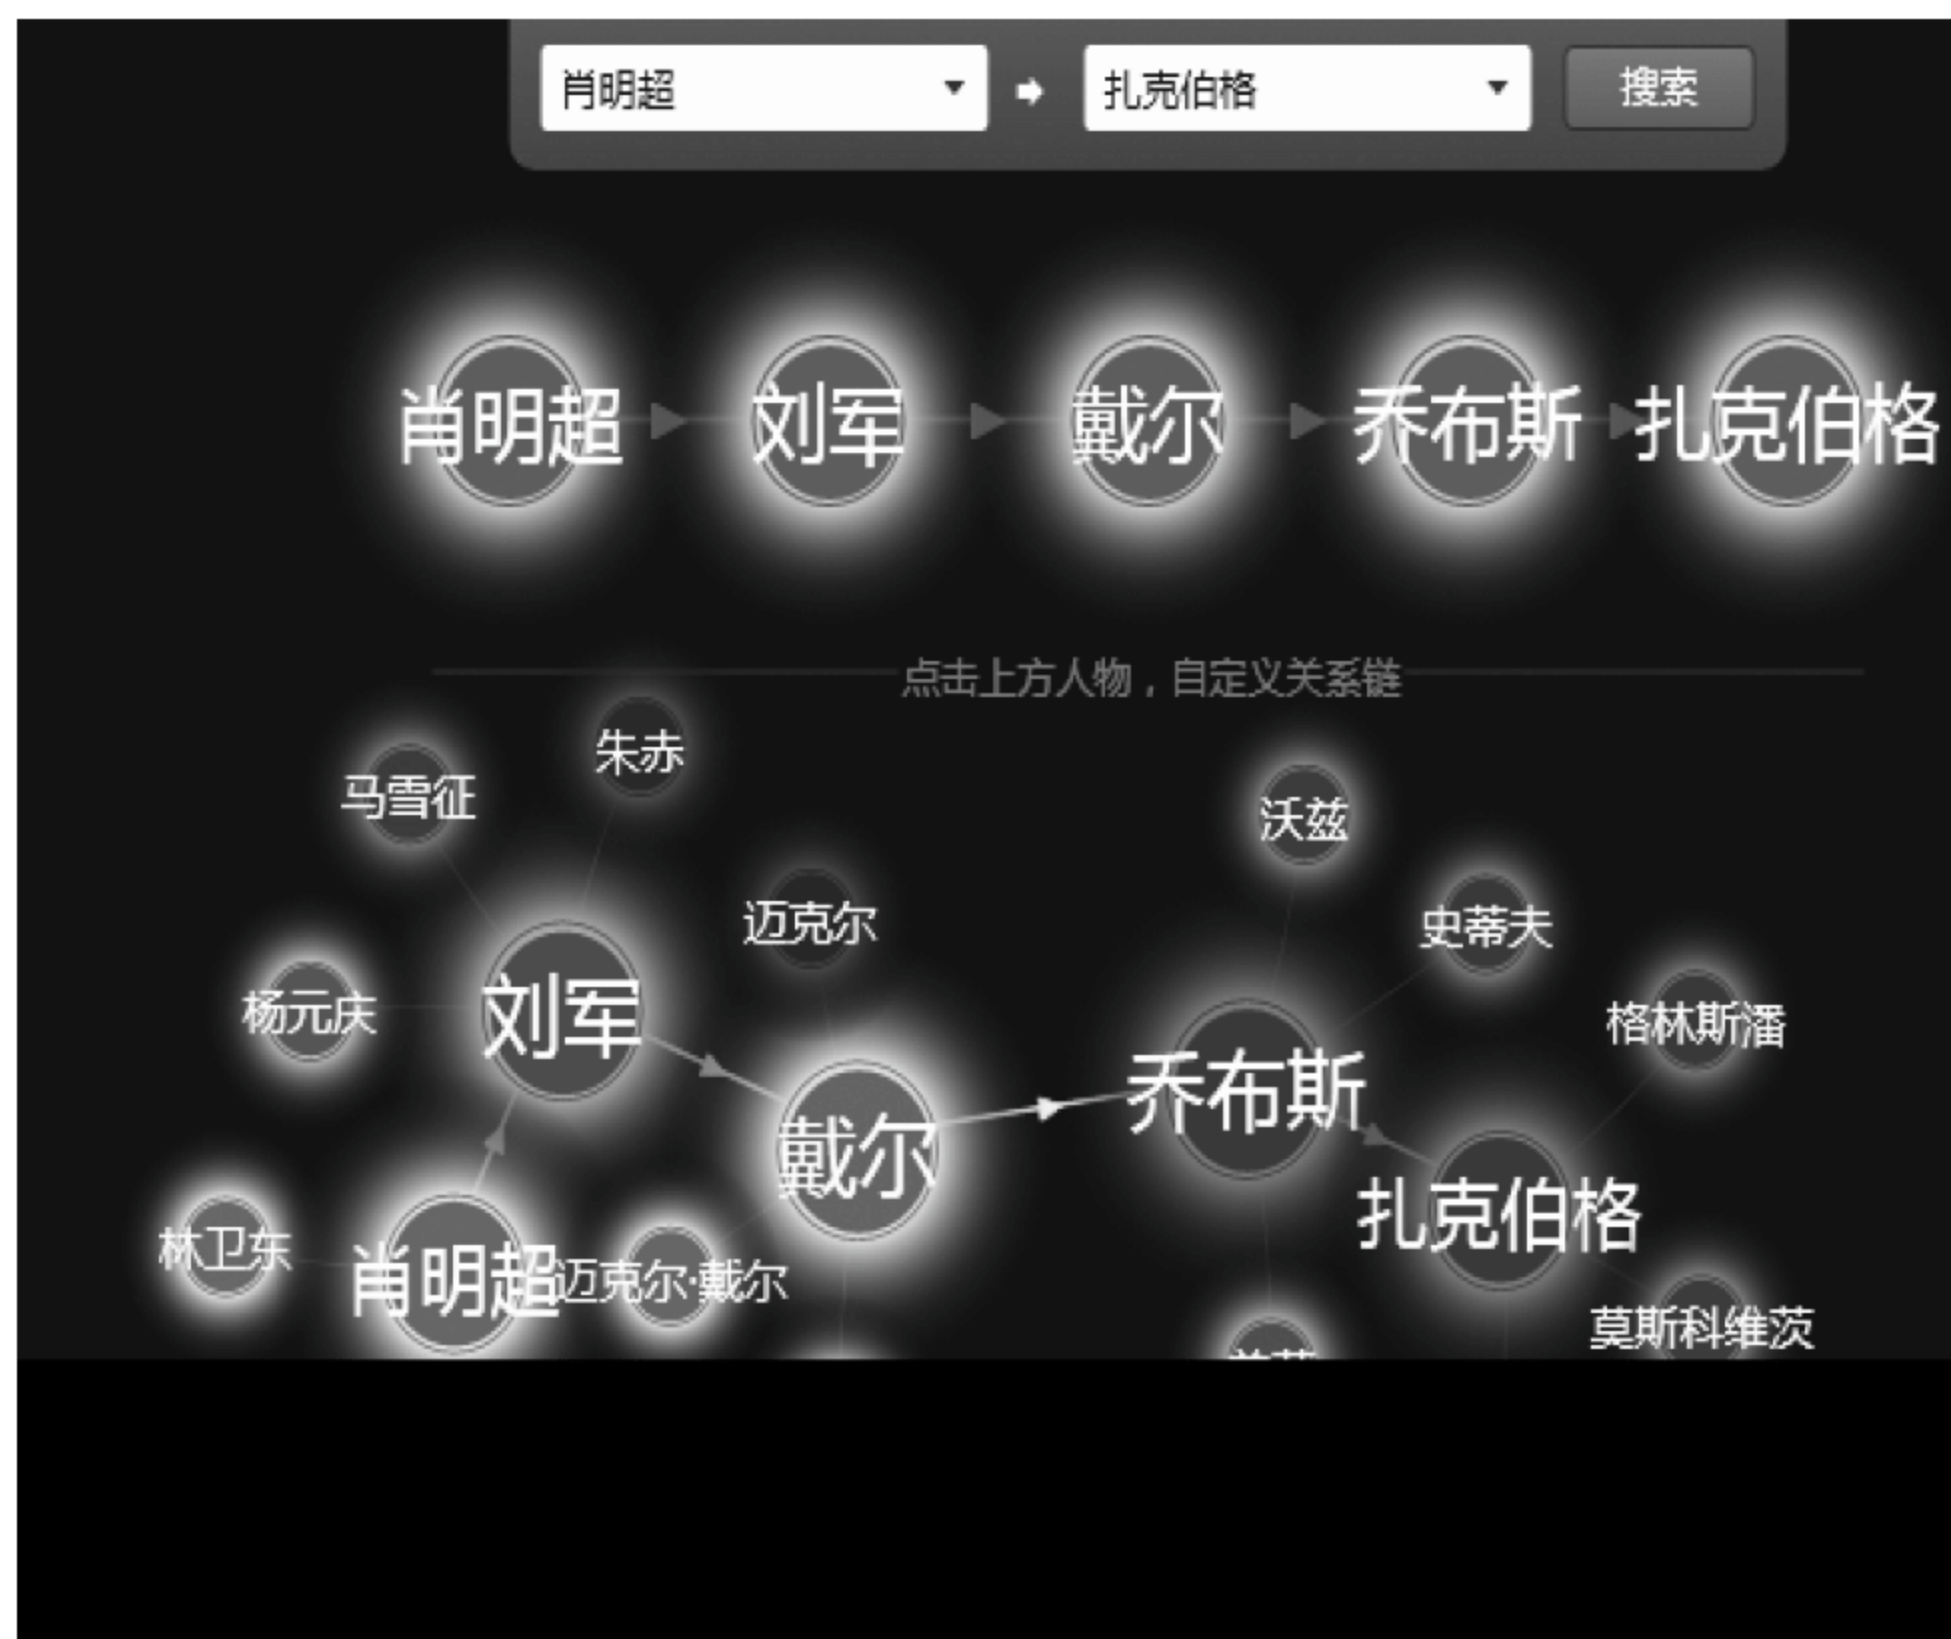 肖明超 扎克伯格 搜索
肖明超 刘军 戴尔 乔布斯 扎克伯格
点击上方人物，自定义关系链
朱赤
马雪征
沃兹
迈克尔
史蒂夫
杨元庆
刘军
格林斯潘
乔布斯
戴尔
扎克伯格
林卫东
肖明超
迈克尔·戴尔
莫斯科维茨